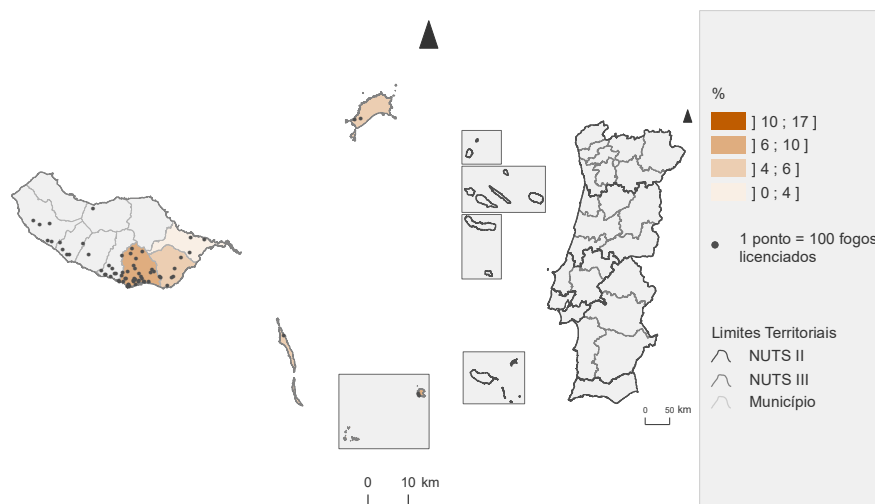 %
] 10 ; 17 ]
] 6 ; 10 ]
] 4 ; 6 ]
] 0 ; 4 ]
1 ponto = 100 fogos
licenciados
Limites Territoriais
NUTS II
NUTS III
Município
0 50 km
0 10 km